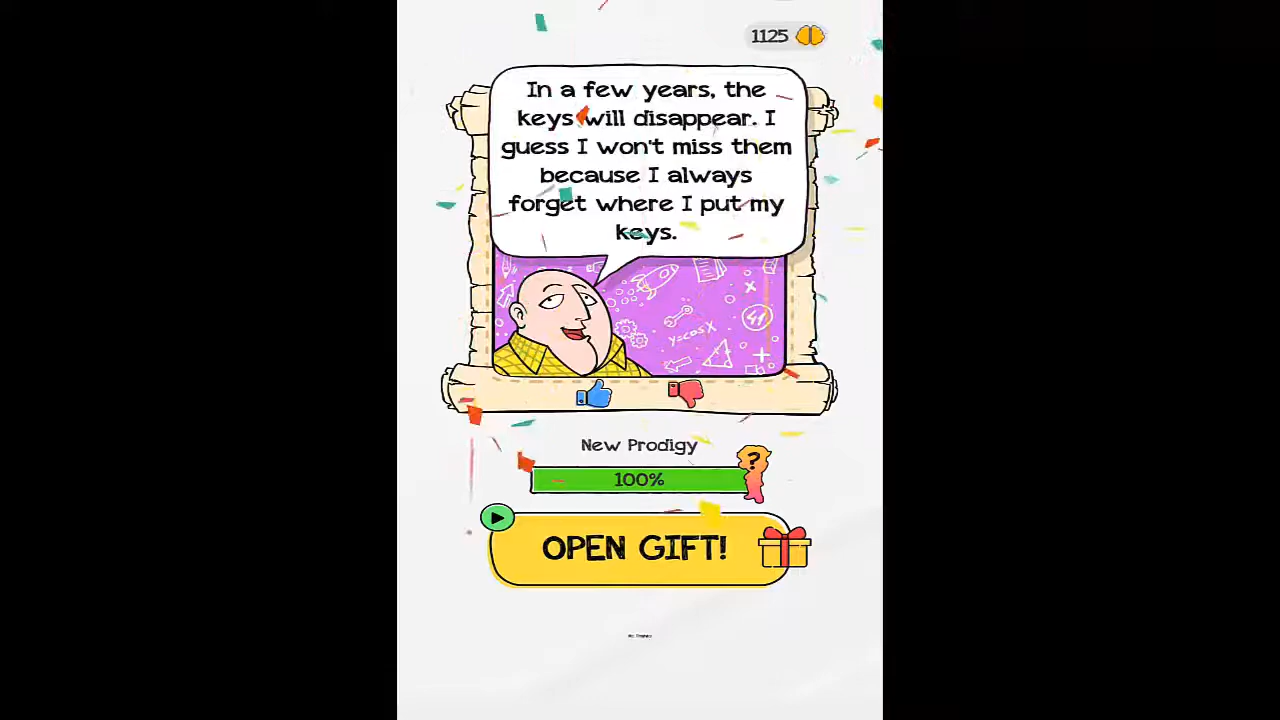 1125
In a few years, the
keys will disappear. I
guess I won't miss them
because I always
forget where I put my
keys.
y=cosX
New Prodigy
?
100%
OPEN GIFT!